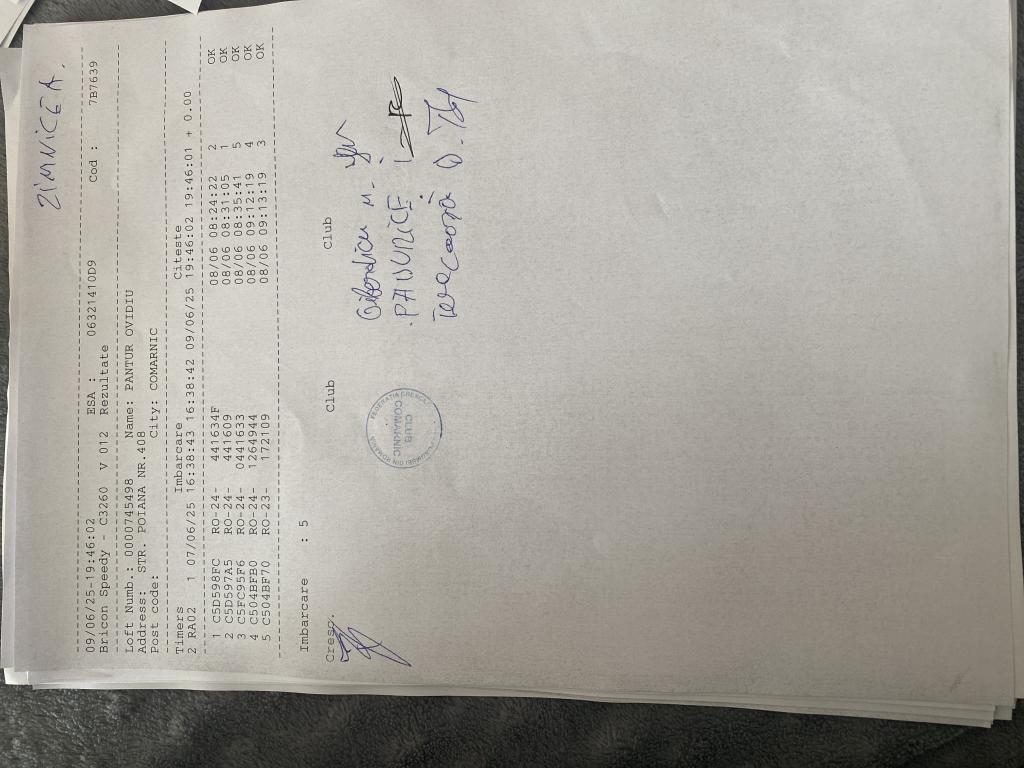 ZIMNICEA.
09/06/25-19:46:02 ESA : 06321410D9 Cod : 7B7639
Bricon Speedy - C3260 V 012 Rezultate
Loft Numb.: 0000745498 Name: PANTUR OVIDIU
Address: STR. POIANA NR.408
Post code: City: COMARNIC
Timers Imbarcare Citeste
2 RA02 1 07/06/25 16:38:43 16:38:42 09/06/25 19:46:02 19:46:01 + 0.00
1 C5D598FC RO-24- 441634F 08/06 08:24:22 2 OK
2 C5D597A5 RO-24- 441609 08/06 08:31:05 1 OK
3 C5FC95F6 RO-24- 0441633 08/06 08:35:41 5 OK
4 C504BFB0 RO-24- 1264944 08/06 09:12:19 4 OK
5 C504BF70 RO-23- 172109 08/06 09:13:19 3 OK
Imbarcare : 5
Cresc. Club Club
CLUB
COMARNIC
PADURICE i